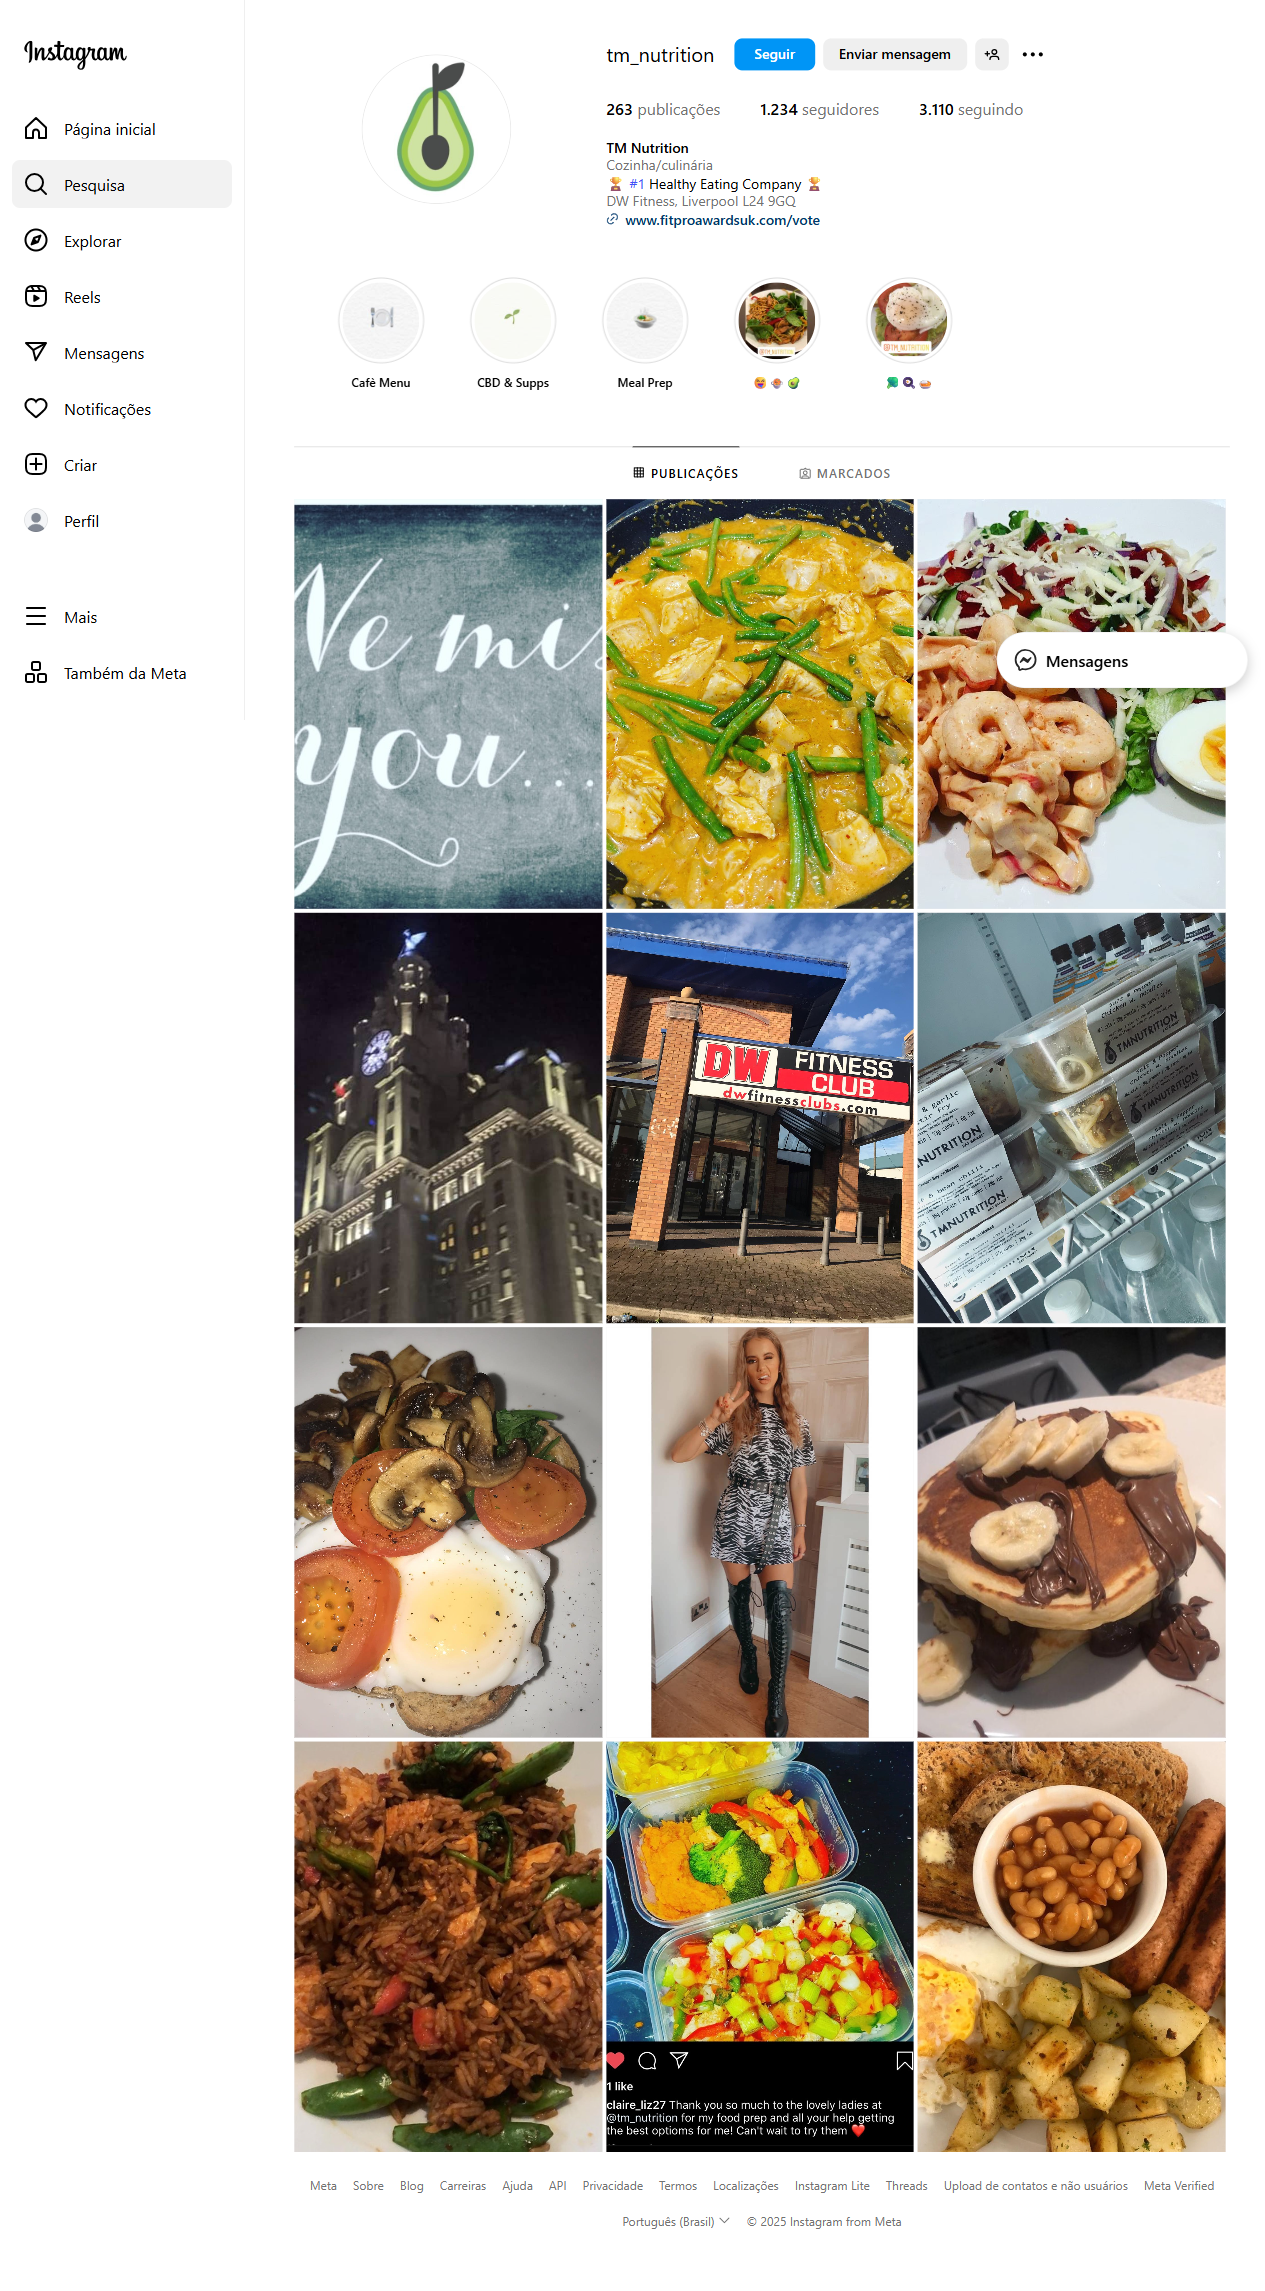 Instagram
Página inicial
Pesquisa
Explorar
Reels
Mensagens
Notificações
Criar
Perfil
Mais
Também da Meta
tm_nutrition
Seguir
Enviar mensagem
263 publicações
1.234 seguidores
3.110 seguindo
TM Nutrition
Cozinha/culinária
🏆 #1 Healthy Eating Company 🏆
DW Fitness, Liverpool L24 9GQ
www.fitproawardsuk.com/vote
Cafè Menu
CBD & Supps
Meal Prep
PUBLICAÇÕES
MARCADOS
We mis
you...
Mensagens
DW FITNESS
CLUB
dwfitnessclubs.com
TMNUTRITION
NUTRITION
TMNUTRITION
1 like
claire_liz27 Thank you so much to the lovely ladies at
@tm_nutrition for my food prep and all your help getting
the best optioms for me! Can't wait to try them ❤️
Meta
Sobre
Blog
Carreiras
Ajuda
API
Privacidade
Termos
Localizações
Instagram Lite
Threads
Upload de contatos e não usuários
Meta Verified
Português (Brasil)
© 2025 Instagram from Meta